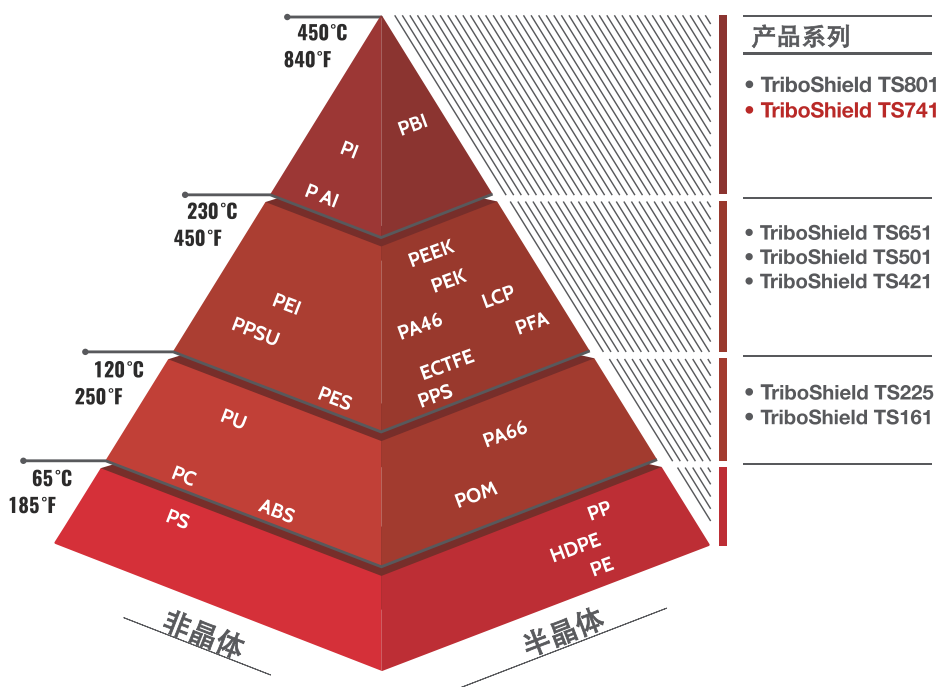 450°C
840°F
PI
PBI
P AI
230°C
450°F
PEEK
PEK
LCP
PEI
PPSU
PA46
PFA
ECTFE
PPS
PES
120°C
250°F
PU
PA66
PC
POM
ABS
65°C
185°F
PS
PP
HDPE
PE
非晶体
半晶体
产品系列
• TriboShield TS801
• TriboShield TS741
• TriboShield TS651
• TriboShield TS501
• TriboShield TS421
• TriboShield TS225
• TriboShield TS161